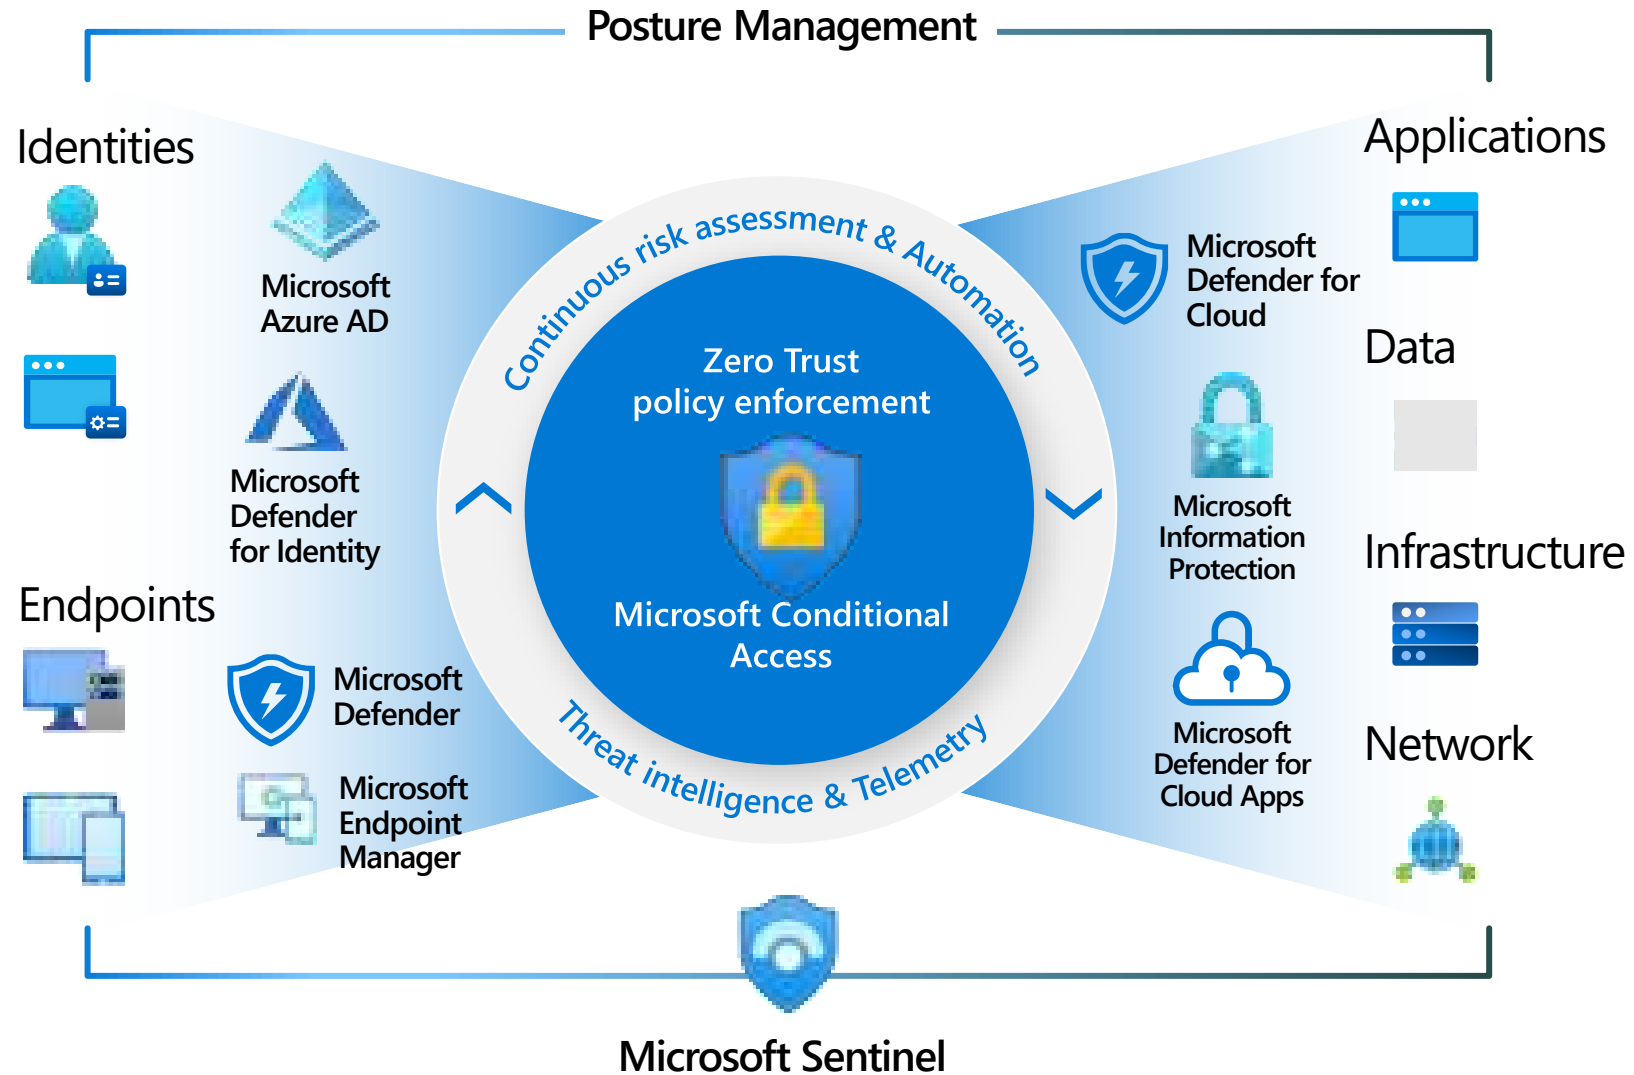 Posture Management
Identities
Microsoft
Azure AD
Microsoft
Defender
for Identity
Endpoints
Microsoft
Defender
Microsoft
Endpoint
Manager
Continuous risk assessment & Automation
Zero Trust
policy enforcement
Microsoft Conditional
Access
Threat intelligence & Telemetry
Microsoft
Defender for
Cloud
Microsoft
Information
Protection
Microsoft
Defender for
Cloud Apps
Applications
Data
Infrastructure
Network
Microsoft Sentinel